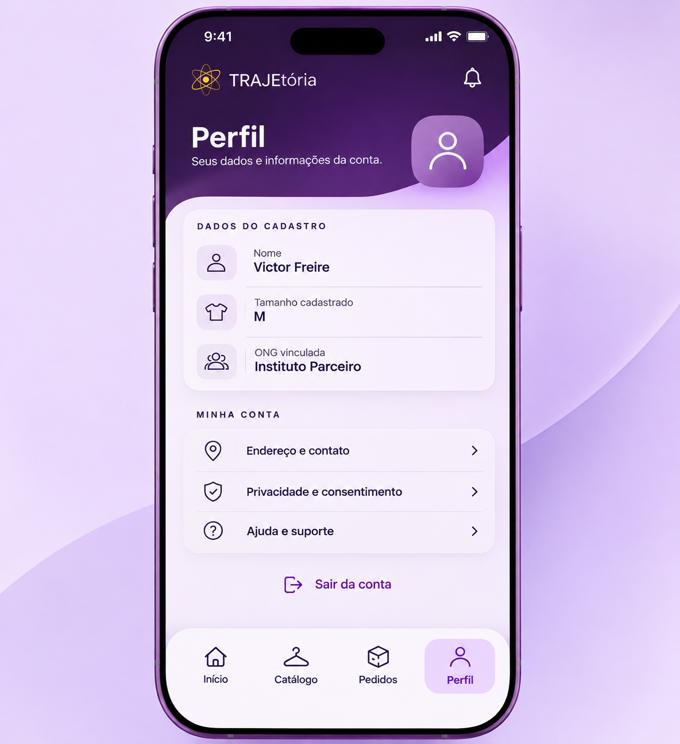 9:41
TRAJEtória
Perfil
Seus dados e informações da conta.
DADOS DO CADASTRO
Nome
Victor Freire
Tamanho cadastrado
M
ONG vinculada
Instituto Parceiro
MINHA CONTA
Endereço e contato
Privacidade e consentimento
Ajuda e suporte
Sair da conta
Início
Catálogo
Pedidos
Perfil